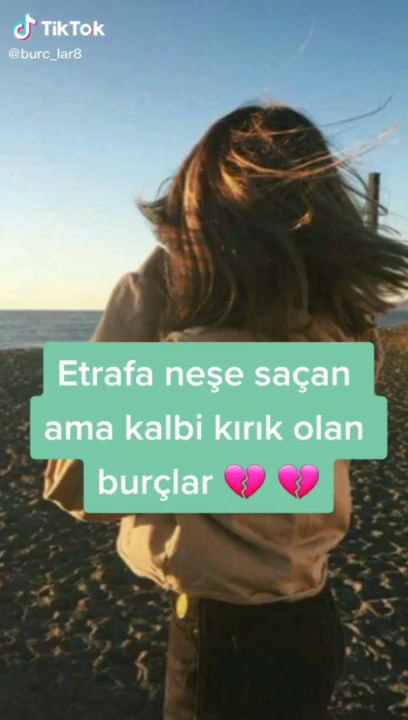 TikTok
@burc_lar8
Etrafa neşe saçan
ama kalbi kırık olan
burçlar 💔 💔